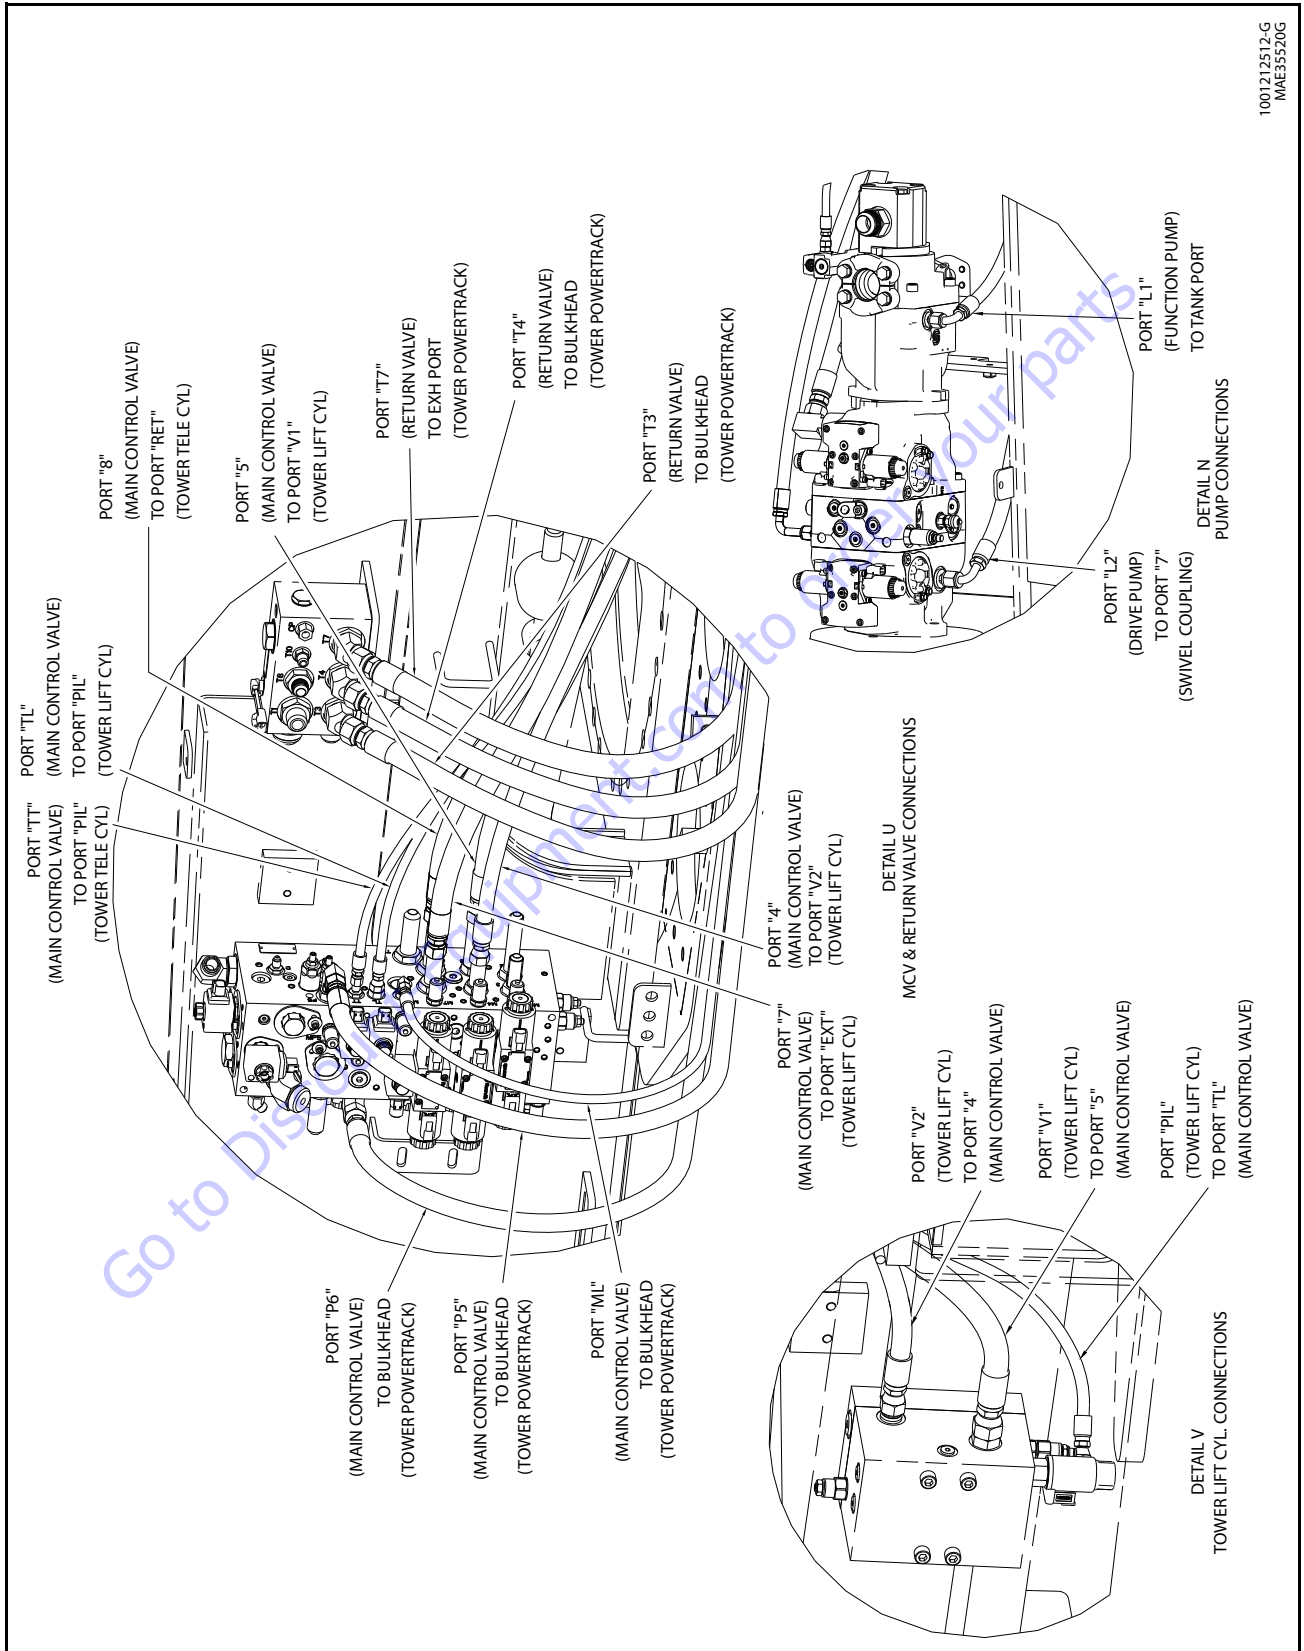 PORT "TT"
(MAIN CONTROL VALVE)
TO PORT "PIL"
(TOWER TELE CYL)
PORT "TL"
(MAIN CONTROL VALVE)
TO PORT "PIL"
(TOWER LIFT CYL)
PORT "8"
(MAIN CONTROL VALVE)
TO PORT "RET"
(TOWER TELE CYL)
PORT "5"
(MAIN CONTROL VALVE)
TO PORT "V1"
(TOWER LIFT CYL)
PORT "T7"
(RETURN VALVE)
TO EXH PORT
(TOWER POWERTRACK)
PORT "T4"
(RETURN VALVE)
TO BULKHEAD
(TOWER POWERTRACK)
PORT "T3"
(RETURN VALVE)
TO BULKHEAD
(TOWER POWERTRACK)
PORT "P6"
(MAIN CONTROL VALVE)
TO BULKHEAD
(TOWER POWERTRACK)
PORT "P5"
(MAIN CONTROL VALVE)
TO BULKHEAD
(TOWER POWERTRACK)
PORT "ML"
(MAIN CONTROL VALVE)
TO BULKHEAD
(TOWER POWERTRACK)
PORT "7"
(MAIN CONTROL VALVE)
TO PORT "EXT"
(TOWER LIFT CYL)
PORT "4"
(MAIN CONTROL VALVE)
TO PORT "V2"
(TOWER LIFT CYL)
DETAIL U
MCV & RETURN VALVE CONNECTIONS
PORT "V2"
(TOWER LIFT CYL)
TO PORT "4"
(MAIN CONTROL VALVE)
PORT "V1"
(TOWER LIFT CYL)
TO PORT "5"
(MAIN CONTROL VALVE)
PORT "PIL"
(TOWER LIFT CYL)
TO PORT "TL"
(MAIN CONTROL VALVE)
DETAIL V
TOWER LIFT CYL. CONNECTIONS
PORT "L2"
(DRIVE PUMP)
TO PORT "7"
(SWIVEL COUPLING)
PORT "L1"
(FUNCTION PUMP)
TO TANK PORT
DETAIL N
PUMP CONNECTIONS
1001212512-G
MAE35520G
T8
T10
T4
Go to Discount-Equipment.com to order your parts